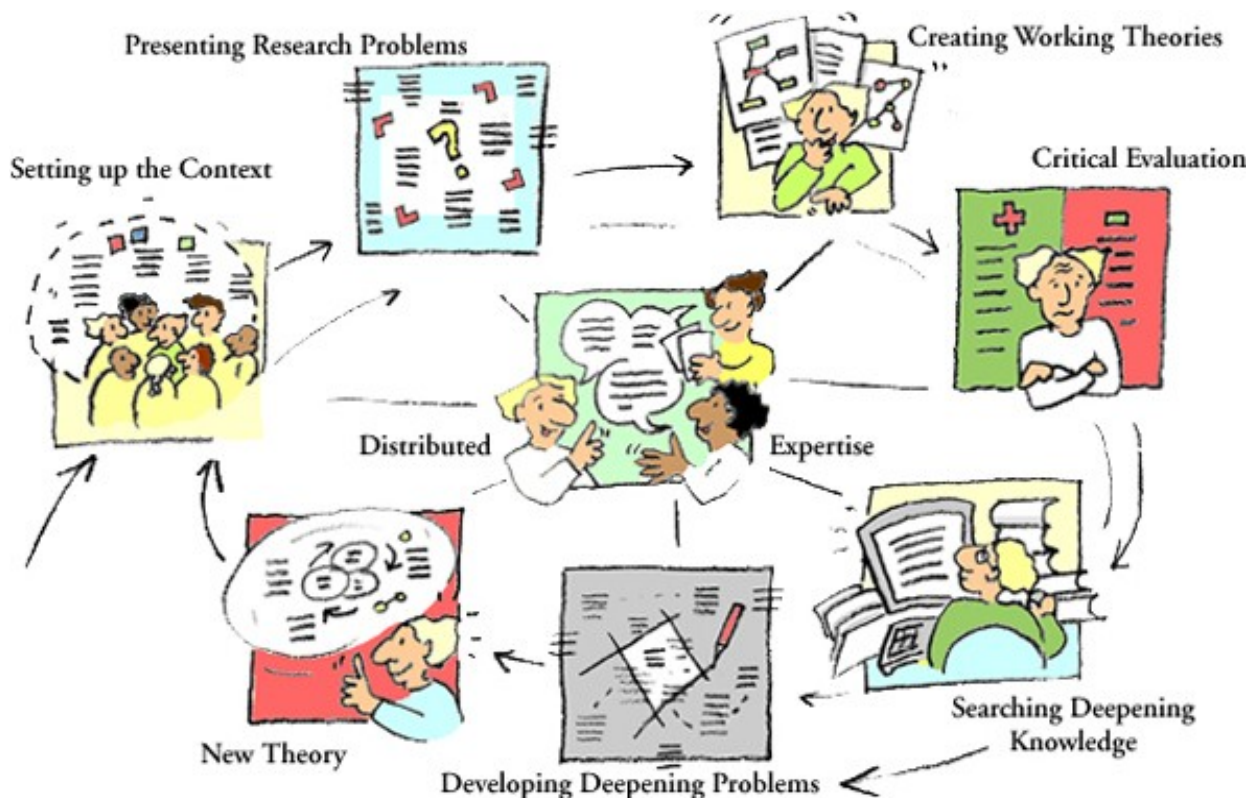 Presenting Research Problems
Creating Working Theories
Setting up the Context
Critical Evaluation
Distributed
Expertise
New Theory
Searching Deepening
Knowledge
Developing Deepening Problems